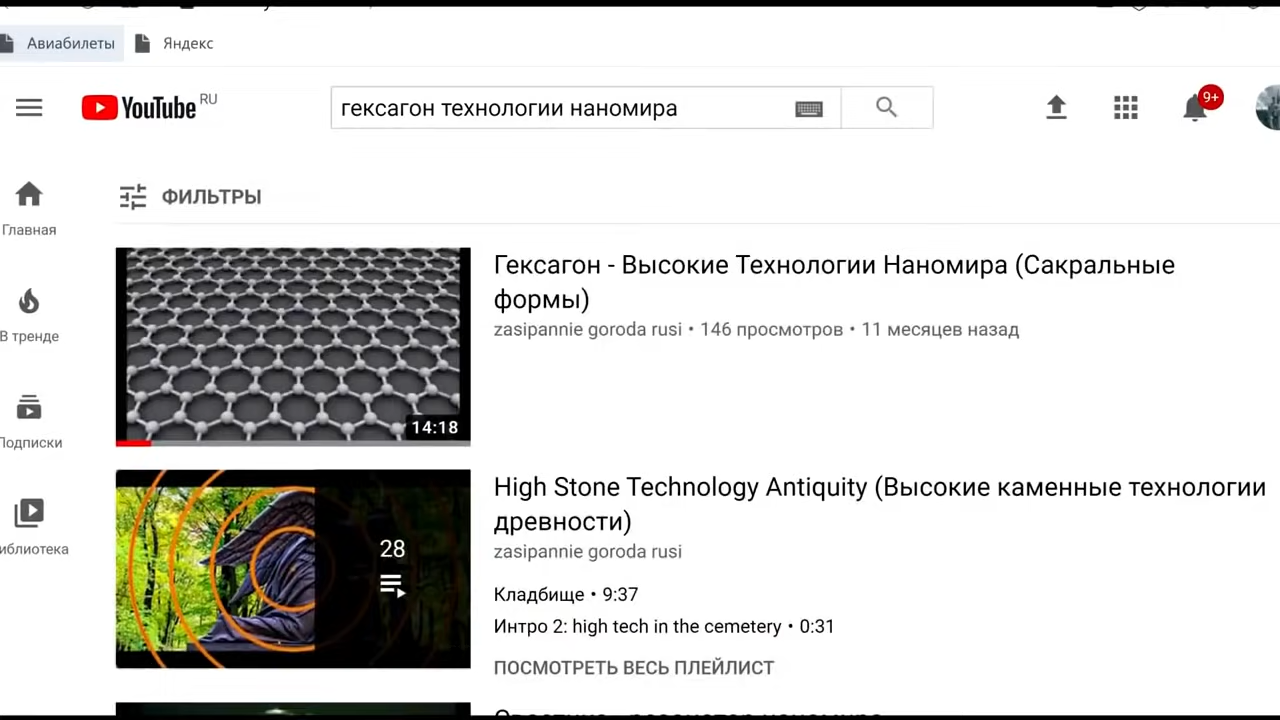 Авиабилеты
Яндекс
YouTube RU
гексагон технологии наномира
9+
ФИЛЬТРЫ
Главная
В тренде
Подписки
иблиотека
14:18
Гексагон - Высокие Технологии Наномира (Сакральные
формы)
zasipannie goroda rusi • 146 просмотров • 11 месяцев назад
28
High Stone Technology Antiquity (Высокие каменные технологии
древности)
zasipannie goroda rusi
Кладбище • 9:37
Интро 2: high tech in the cemetery • 0:31
ПОСМОТРЕТЬ ВЕСЬ ПЛЕЙЛИСТ